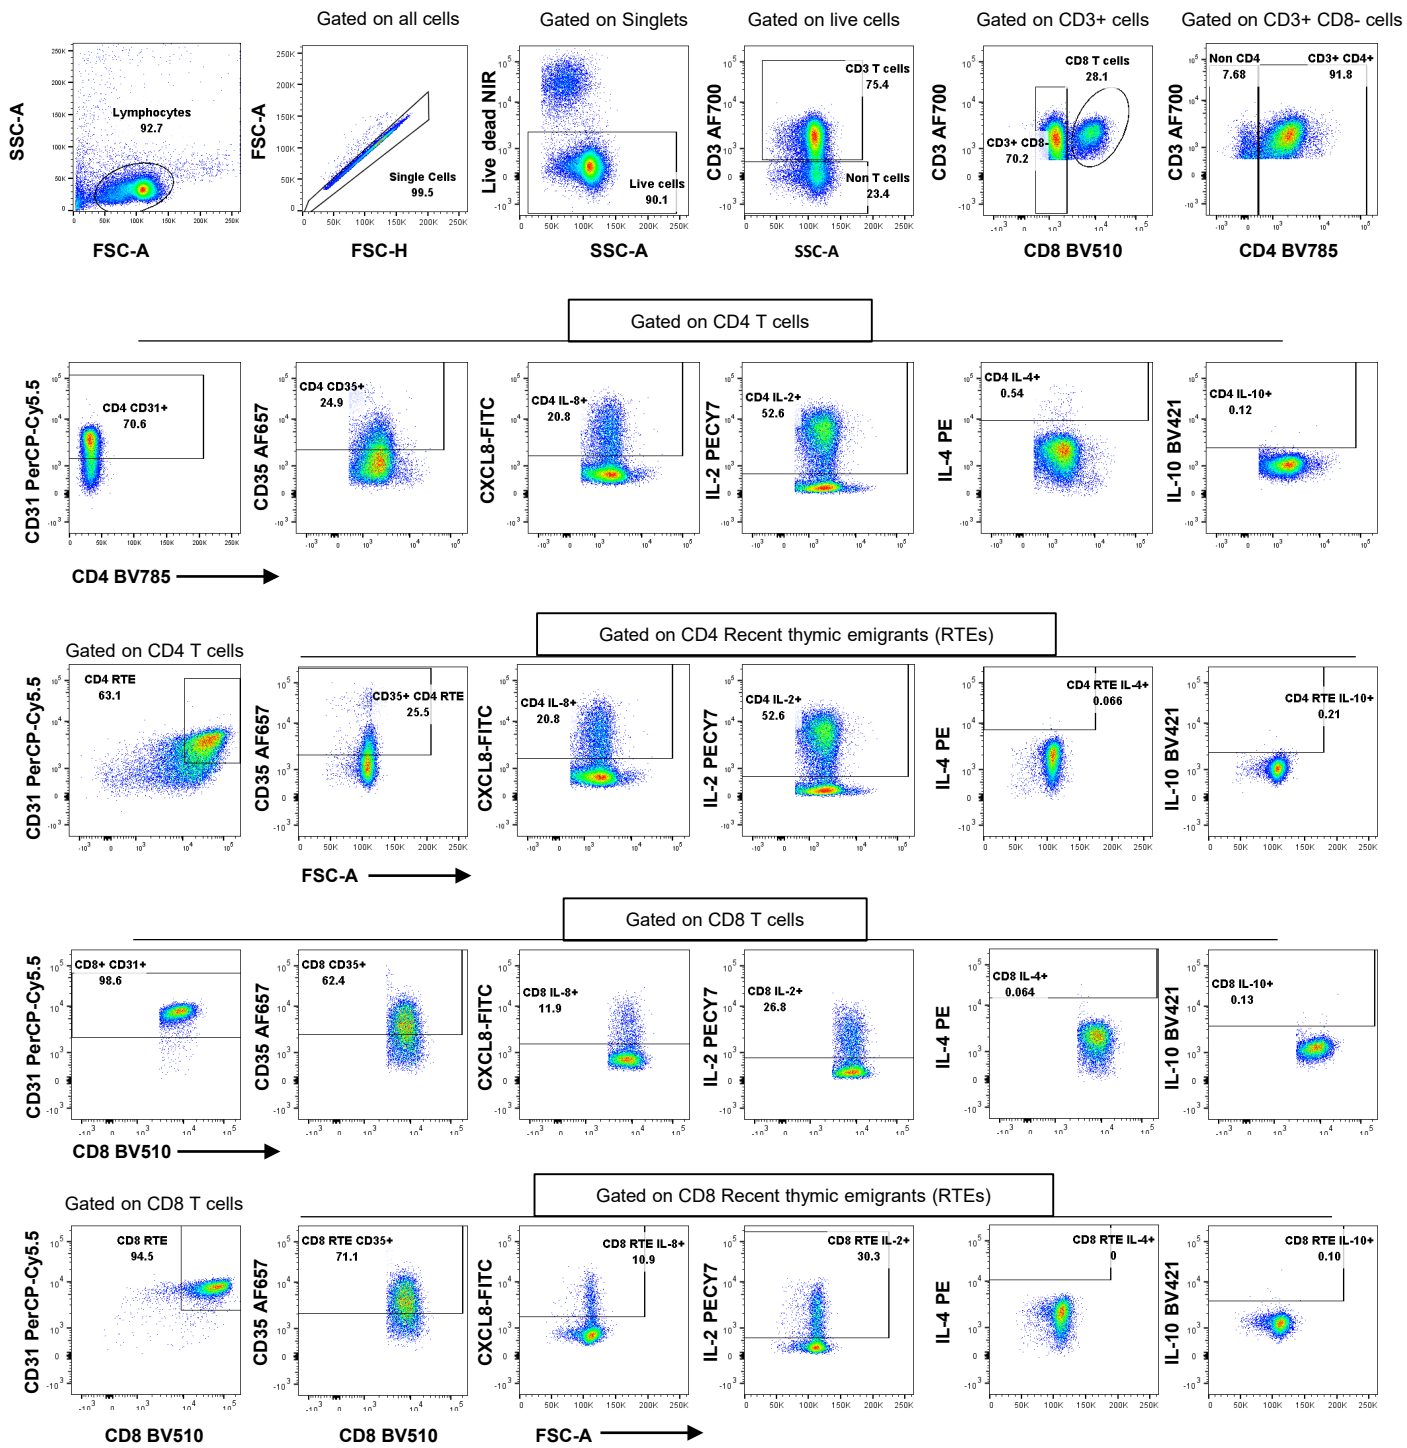 Gated on all cells
Gated on Singlets
Gated on live cells
Gated on CD3+ cells
Gated on CD3+ CD8- cells
SSC-A
Lymphocytes
92.7
FSC-A
FSC-A
Single Cells
99.5
FSC-H
Live dead NIR
Live cells
90.1
SSC-A
CD3 AF700
CD3 T cells
75.4
Non T cells
23.4
SSC-A
CD3 AF700
CD8 T cells
28.1
CD3+ CD8-
70.2
CD8 BV510
CD3 AF700
Non CD4
7.68
CD3+ CD4+
91.8
CD4 BV785
Gated on CD4 T cells
CD31 PerCP-Cy5.5
CD4 CD31+
70.6
CD35 AF657
CD4 CD35+
24.9
CXCL8-FITC
CD4 IL-8+
20.8
IL-2 PECY7
CD4 IL-2+
52.6
IL-4 PE
CD4 IL-4+
0.54
IL-10 BV421
CD4 IL-10+
0.12
CD4 BV785
Gated on CD4 T cells
Gated on CD4 Recent thymic emigrants (RTEs)
CD31 PerCP-Cy5.5
CD4 RTE
63.1
CD35 AF657
CD35+ CD4 RTE
25.5
CXCL8-FITC
CD4 IL-8+
20.8
IL-2 PECY7
CD4 IL-2+
52.6
IL-4 PE
CD4 RTE IL-4+
0.066
IL-10 BV421
CD4 RTE IL-10+
0.21
FSC-A
Gated on CD8 T cells
CD31 PerCP-Cy5.5
CD8+ CD31+
98.6
CD35 AF657
CD8 CD35+
62.4
CXCL8-FITC
CD8 IL-8+
11.9
IL-2 PECY7
CD8 IL-2+
26.8
IL-4 PE
CD8 IL-4+
0.064
IL-10 BV421
CD8 IL-10+
0.13
CD8 BV510
Gated on CD8 T cells
Gated on CD8 Recent thymic emigrants (RTEs)
CD31 PerCP-Cy5.5
CD8 RTE
94.5
CD35 AF657
CD8 RTE CD35+
71.1
CXCL8-FITC
CD8 RTE IL-8+
10.9
IL-2 PECY7
CD8 RTE IL-2+
30.3
IL-4 PE
CD8 RTE IL-4+
0
IL-10 BV421
CD8 RTE IL-10+
0.10
CD8 BV510
CD8 BV510
FSC-A